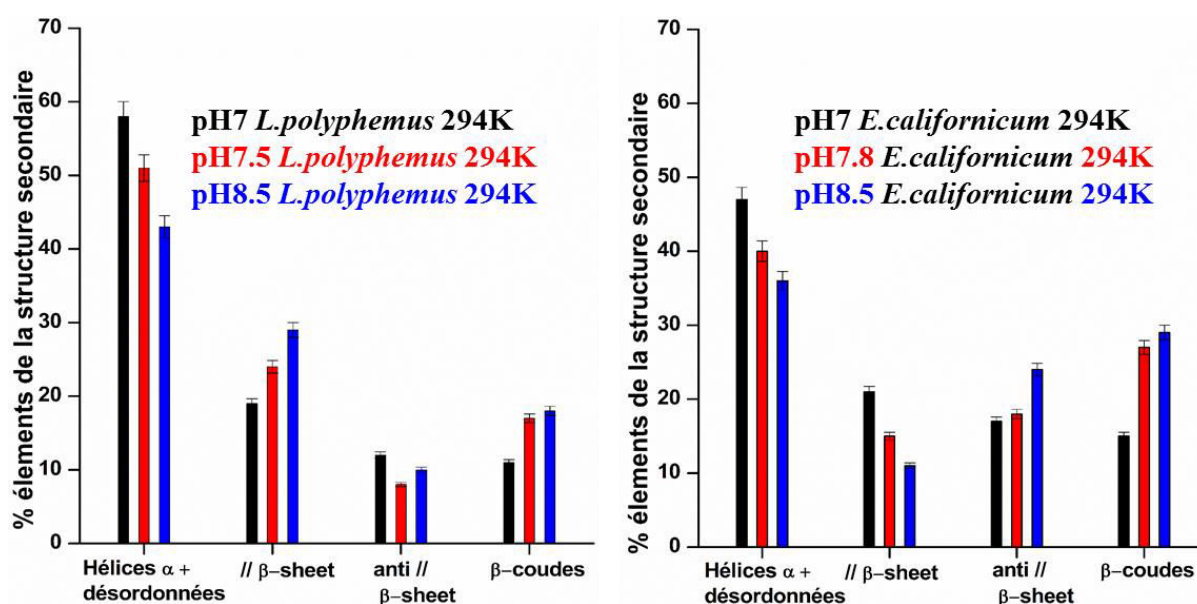 % élements de la structure secondaire
70
60
50
40
30
20
10
0
pH7 L.polyphemus 294K
pH7.5 L.polyphemus 294K
pH8.5 L.polyphemus 294K
Hélices α +
désordonnées
// β-sheet
anti //
β-sheet
β-coudes
% élements de la structure secondaire
70
60
50
40
30
20
10
0
pH7 E.californicum 294K
pH7.8 E.californicum 294K
pH8.5 E.californicum 294K
Hélices α +
désordonnées
// β-sheet
anti //
β-sheet
β-coudes